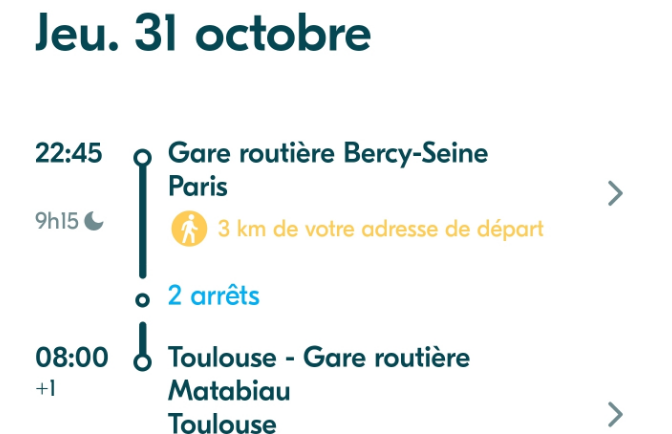 Jeu. 31 octobre
22:45
Gare routière Bercy-Seine
Paris
9h15
3 km de votre adresse de départ
2 arrêts
08:00
Toulouse - Gare routière
+1
Matabiau
Toulouse